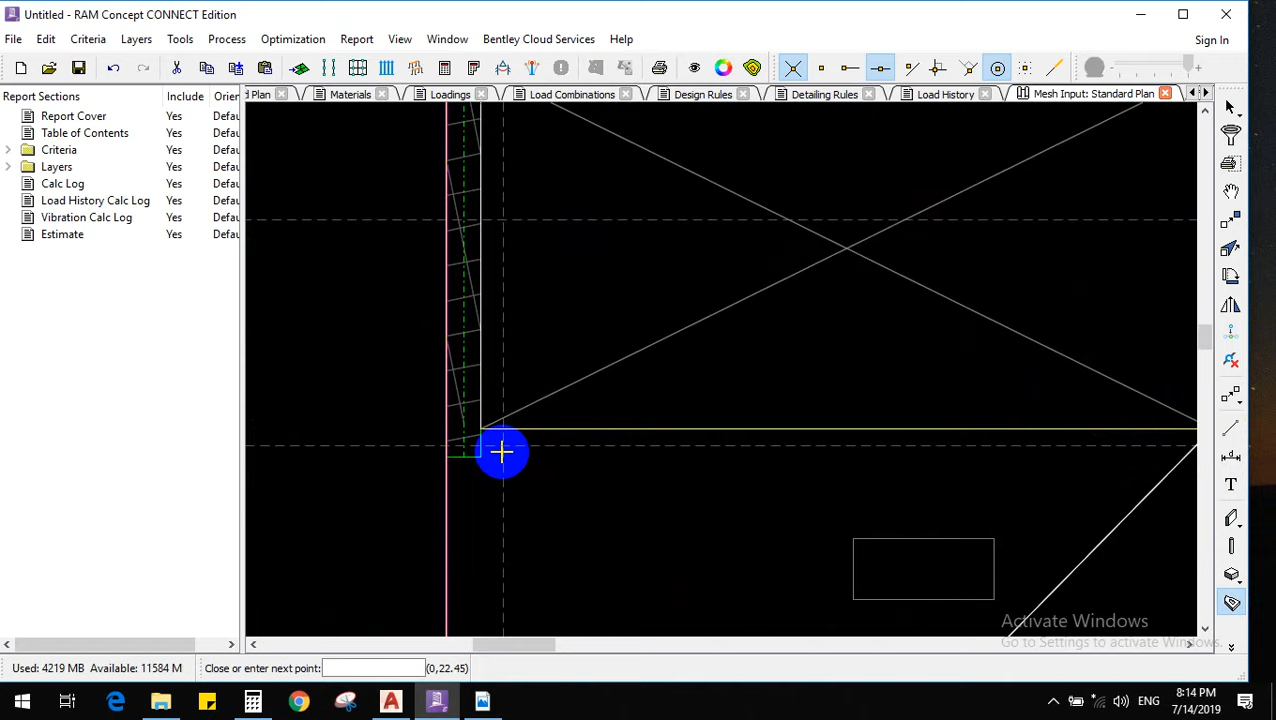 Untitled - RAM Concept CONNECT Edition
File Edit Criteria Layers Tools Process Optimization Report View Window Bentley Cloud Services Help
Sign In
Report Sections Include Orien
Plan Materials Loadings Load Combinations Design Rules Detailing Rules Load History Mesh Input: Standard Plan
Report Cover Yes Defau
Table of Contents Yes Defau
Criteria Yes Defau
Layers Yes Defau
Calc Log Yes Defau
Load History Calc Log Yes Defau
Vibration Calc Log Yes Defau
Estimate Yes Defau
T
Activate Windows
Go to Settings to activate Windows.
Used: 4219 MB Available: 11584 M Close or enter next point: (0,22.45)
ENG
8:14 PM
7/14/2019